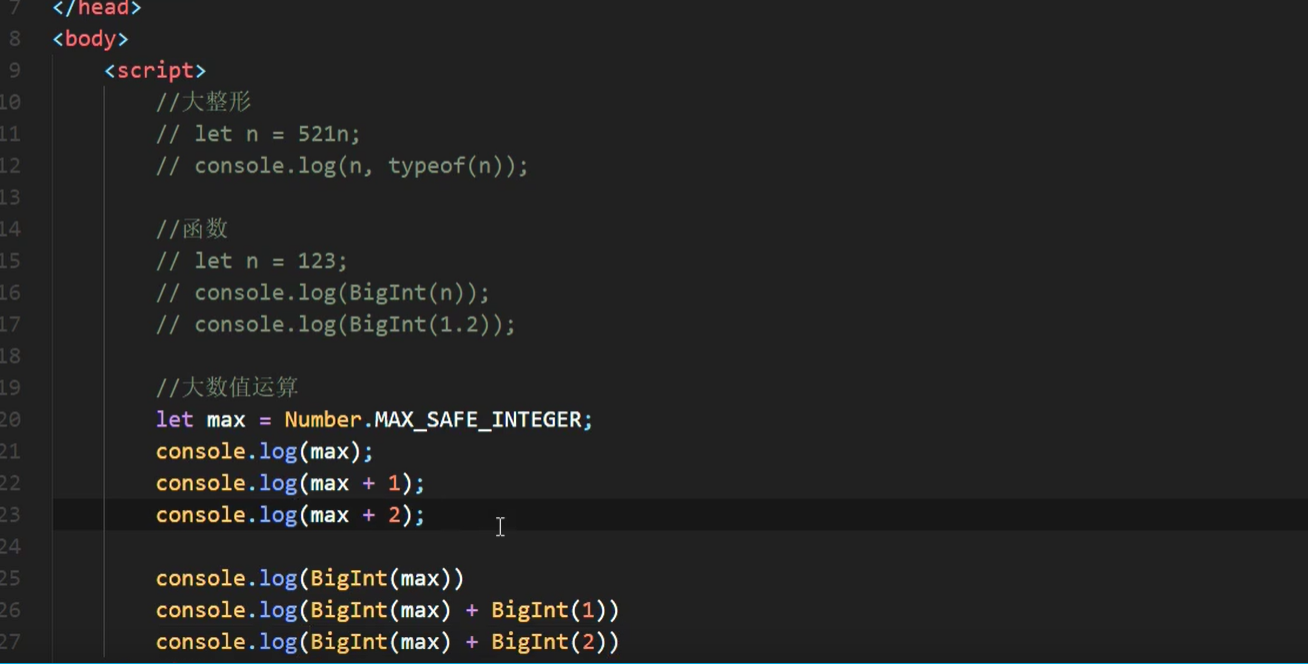 7 </head>
8 <body>
9 <script>
10 //大整形
11 // let n = 521n;
12 // console.log(n, typeof(n));
13
14 //函数
15 // let n = 123;
16 // console.log(BigInt(n));
17 // console.log(BigInt(1.2));
18
19 //大数值运算
20 let max = Number.MAX_SAFE_INTEGER;
21 console.log(max);
22 console.log(max + 1);
23 console.log(max + 2);
24
25 console.log(BigInt(max))
26 console.log(BigInt(max) + BigInt(1))
27 console.log(BigInt(max) + BigInt(2))